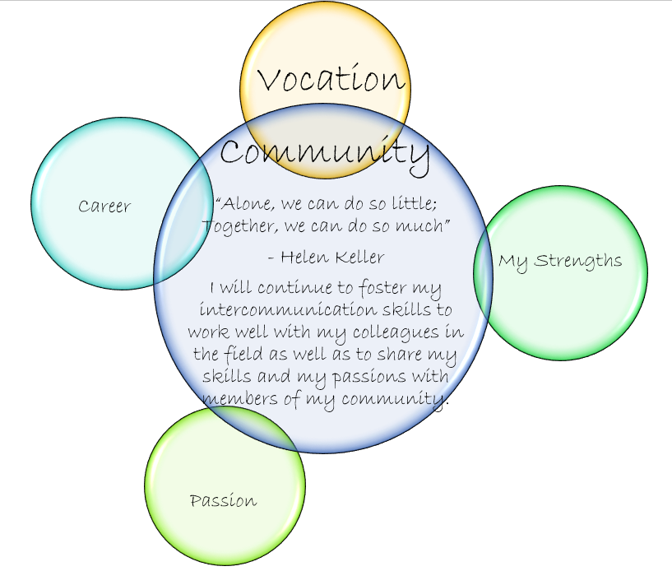 Vocation
Community
Career
“Alone, we can do so little;
Together, we can do so much”
- Helen Keller
My Strengths
I will continue to foster my
intercommunication skills to
work well with my colleagues in
the field as well as to share my
skills and my passions with
members of my community.
Passion